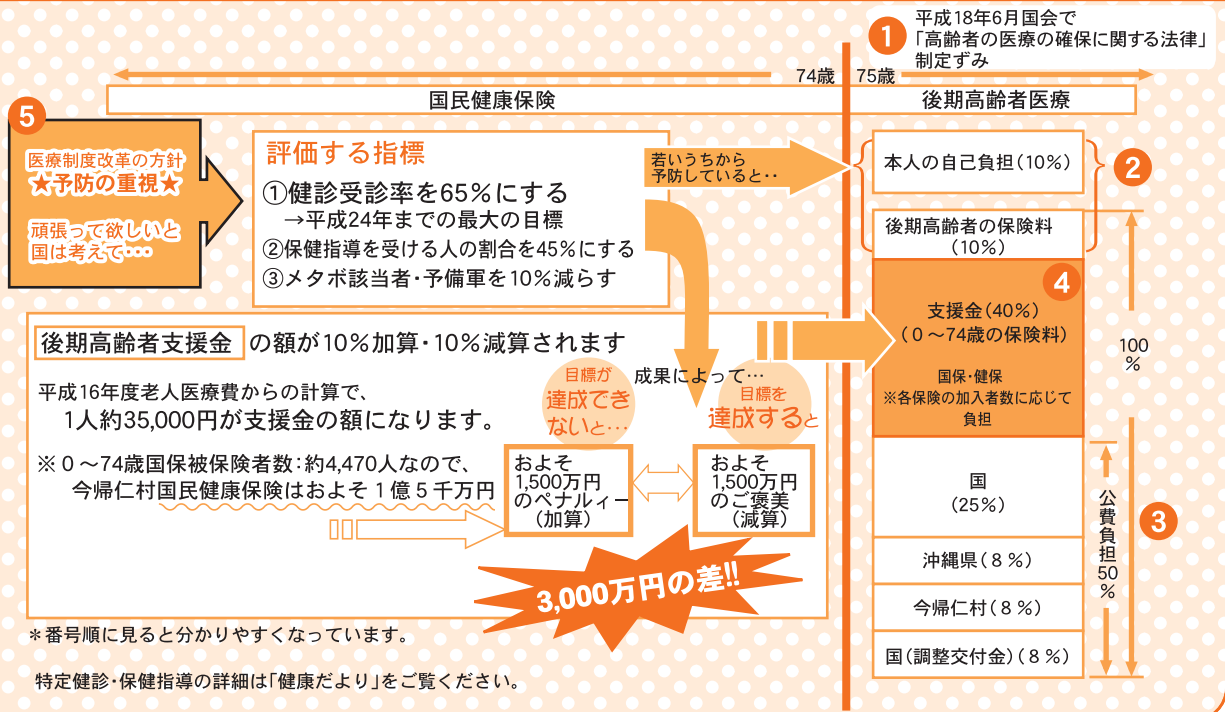 ❶
平成18年6月国会で
「高齢者の医療の確保に関する法律」
制定ずみ
74歳
75歳
国民健康保険
後期高齢者医療
❺
医療制度改革の方針
★予防の重視★
頑張って欲しいと
国は考えて…
評価する指標
①健診受診率を65%にする
→平成24年までの最大の目標
②保健指導を受ける人の割合を45%にする
③メタボ該当者・予備軍を10%減らす
若いうちから
予防していると‥
本人の自己負担(10%)
❷
後期高齢者の保険料
(10%)
❹
支援金(40%)
(0～74歳の保険料)
国保・健保
※各保険の加入者数に応じて
負担
100
%
国
(25%)
沖縄県(8%)
今帰仁村(8%)
国(調整交付金)(8%)
公費負担50%
❸
後期高齢者支援金 の額が10%加算・10%減算されます
平成16年度老人医療費からの計算で、
1人約35,000円が支援金の額になります。
※0～74歳国保被保険者数：約4,470人なので、
今帰仁村国民健康保険はおよそ1億5千万円
成果によって…
目標が
達成でき
ないと…
目標を
達成すると
およそ
1,500万円
のペナルィー
(加算)
およそ
1,500万円
のご褒美
(減算)
3,000万円の差!!
＊番号順に見ると分かりやすくなっています。
特定健診・保健指導の詳細は「健康だより」をご覧ください。